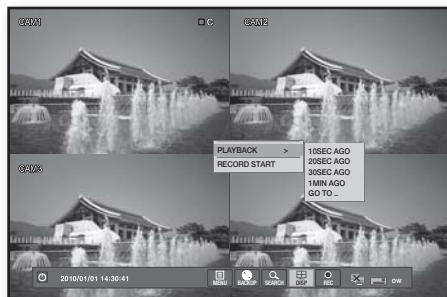 CAM1
C
CAM2
PLAYBACK >
RECORD START
10SEC AGO
20SEC AGO
30SEC AGO
1MIN AGO
GO TO ..
CAM3
2010/01/01 14:30:41
MENU
BACKUP
SEARCH
DISP
REC
OW